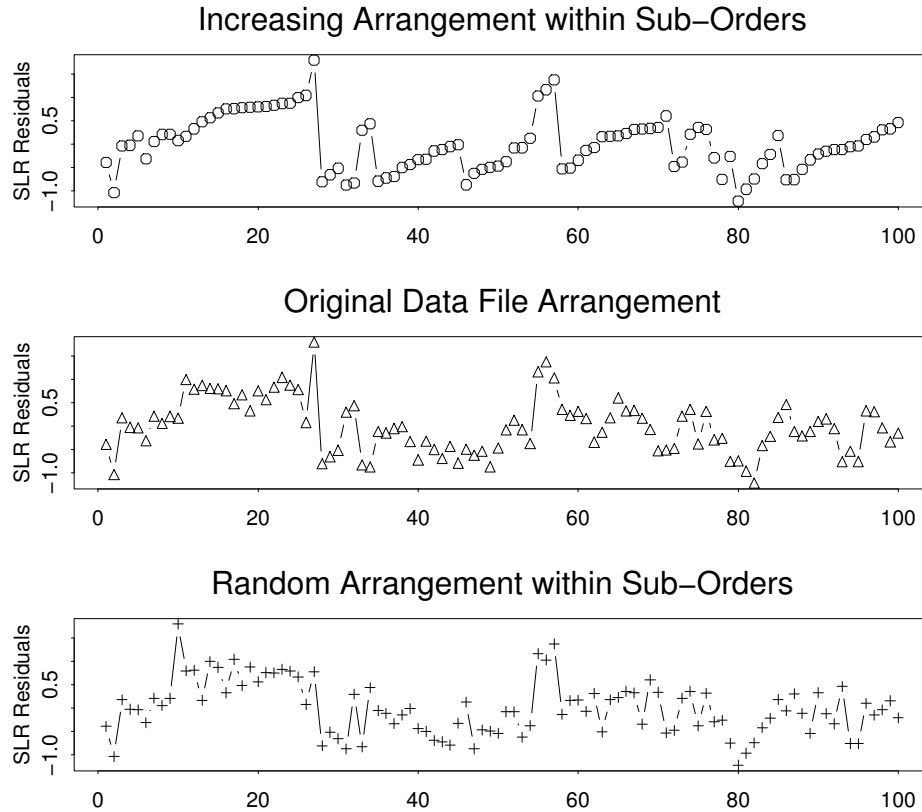 Increasing Arrangement within Sub−Orders
SLR Residuals
0.5
−1.0
0 20 40 60 80 100
Original Data File Arrangement
SLR Residuals
0.5
−1.0
0 20 40 60 80 100
Random Arrangement within Sub−Orders
SLR Residuals
0.5
−1.0
0 20 40 60 80 100